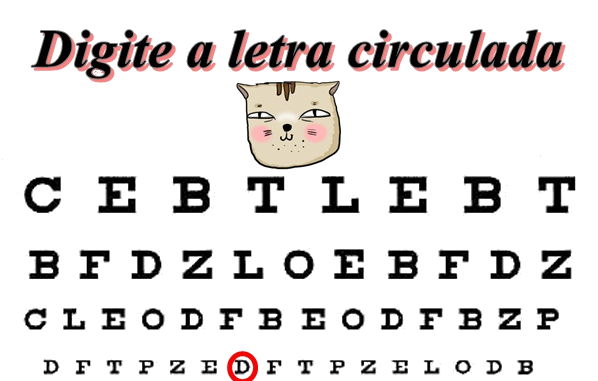 Digite a letra circulada
C E B T L E B T
B F D Z L O E B F D Z
C L E O D F B E O D F B Z P
D F T P Z E D F T P Z E L O D B